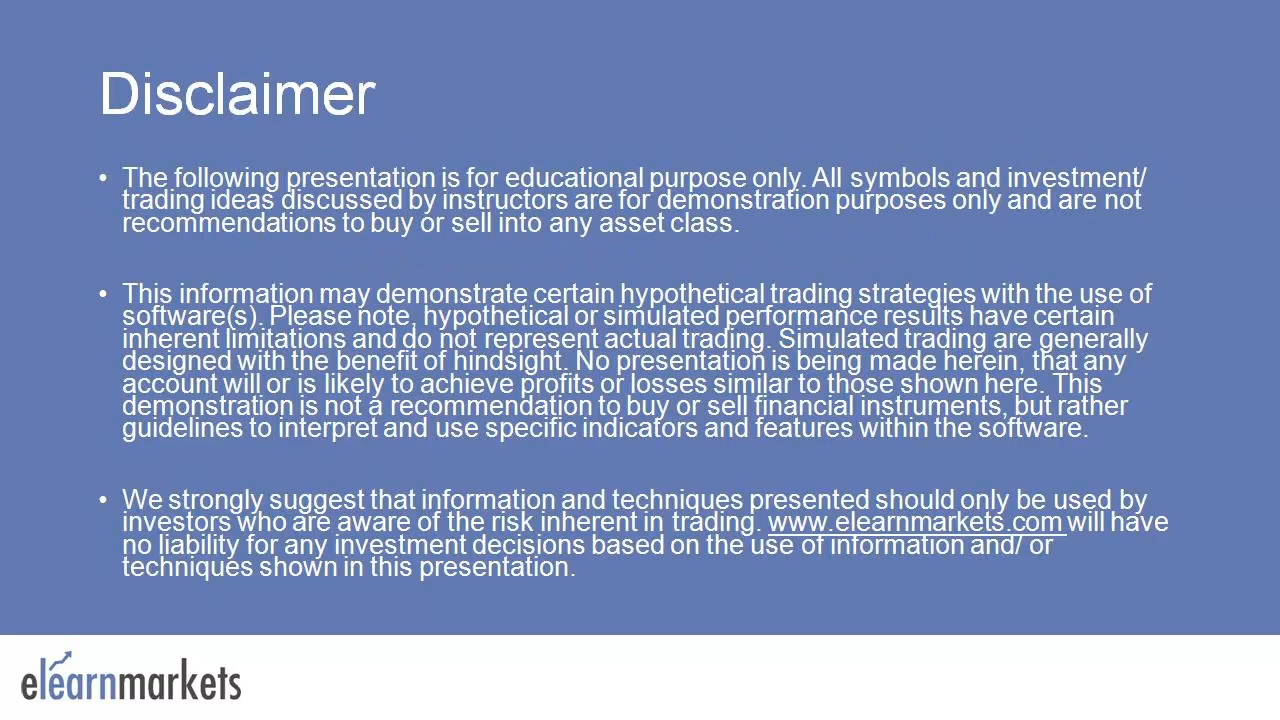 Disclaimer
• The following presentation is for educational purpose only. All symbols and investment/
trading ideas discussed by instructors are for demonstration purposes only and are not
recommendations to buy or sell into any asset class.
• This information may demonstrate certain hypothetical trading strategies with the use of
software(s). Please note, hypothetical or simulated performance results have certain
inherent limitations and do not represent actual trading. Simulated trading are generally
designed with the benefit of hindsight. No presentation is being made herein, that any
account will or is likely to achieve profits or losses similar to those shown here. This
demonstration is not a recommendation to buy or sell financial instruments, but rather
guidelines to interpret and use specific indicators and features within the software.
• We strongly suggest that information and techniques presented should only be used by
investors who are aware of the risk inherent in trading. www.elearnmarkets.com will have
no liability for any investment decisions based on the use of information and/ or
techniques shown in this presentation.
elearnmarkets